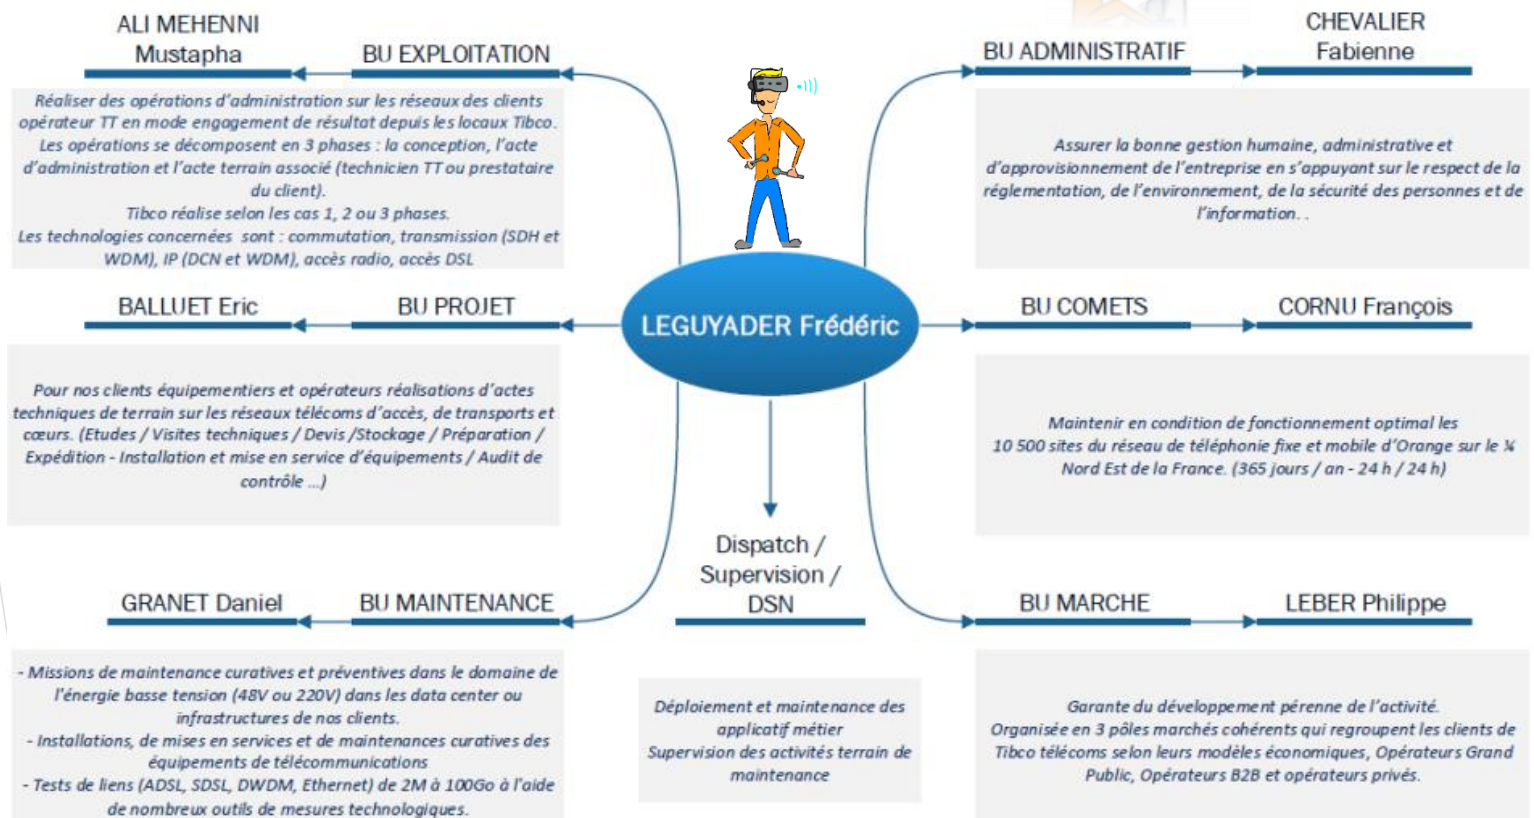 ALI MEHENNI
Mustapha
BU EXPLOITATION
Réaliser des opérations d'administration sur les réseaux des clients
opérateur TT en mode engagement de résultat depuis les locaux Tibco.
Les opérations se décomposent en 3 phases : la conception, l'acte
d'administration et l'acte terrain associé (technicien TT ou prestataire
du client).
Tibco réalise selon les cas 1, 2 ou 3 phases.
Les technologies concernées sont : commutation, transmission (SDH et
WDM), IP (DCN et WDM), accès radio, accès DSL
BU ADMINISTRATIF
CHEVALIER
Fabienne
Assurer la bonne gestion humaine, administrative et
d'approvisionnement de l'entreprise en s'appuyant sur le respect de la
réglementation, de l'environnement, de la sécurité des personnes et de
l'information. .
BALLUET Eric
BU PROJET
LEGUYADER Frédéric
BU COMETS
CORNU François
Pour nos clients équipementiers et opérateurs réalisations d'actes
techniques de terrain sur les réseaux télécoms d'accès, de transports et
cœurs. (Etudes / Visites techniques / Devis /Stockage / Préparation /
Expédition - Installation et mise en service d'équipements / Audit de
contrôle ...)
Maintenir en condition de fonctionnement optimal les
10 500 sites du réseau de téléphonie fixe et mobile d'Orange sur le ¼
Nord Est de la France. (365 jours / an - 24 h / 24 h)
GRANET Daniel
BU MAINTENANCE
- Missions de maintenance curatives et préventives dans le domaine de
l'énergie basse tension (48V ou 220V) dans les data center ou
infrastructures de nos clients.
- Installations, de mises en services et de maintenances curatives des
équipements de télécommunications
- Tests de liens (ADSL, SDSL, DWDM, Ethernet) de 2M à 100Go à l'aide
de nombreux outils de mesures technologiques.
Dispatch /
Supervision /
DSN
Déploiement et maintenance des
applicatif métier
Supervision des activités terrain de
maintenance
BU MARCHE
LEBER Philippe
Garante du développement pérenne de l'activité.
Organisée en 3 pôles marchés cohérents qui regroupent les clients de
Tibco télécoms selon leurs modèles économiques, Opérateurs Grand
Public, Opérateurs B2B et opérateurs privés.